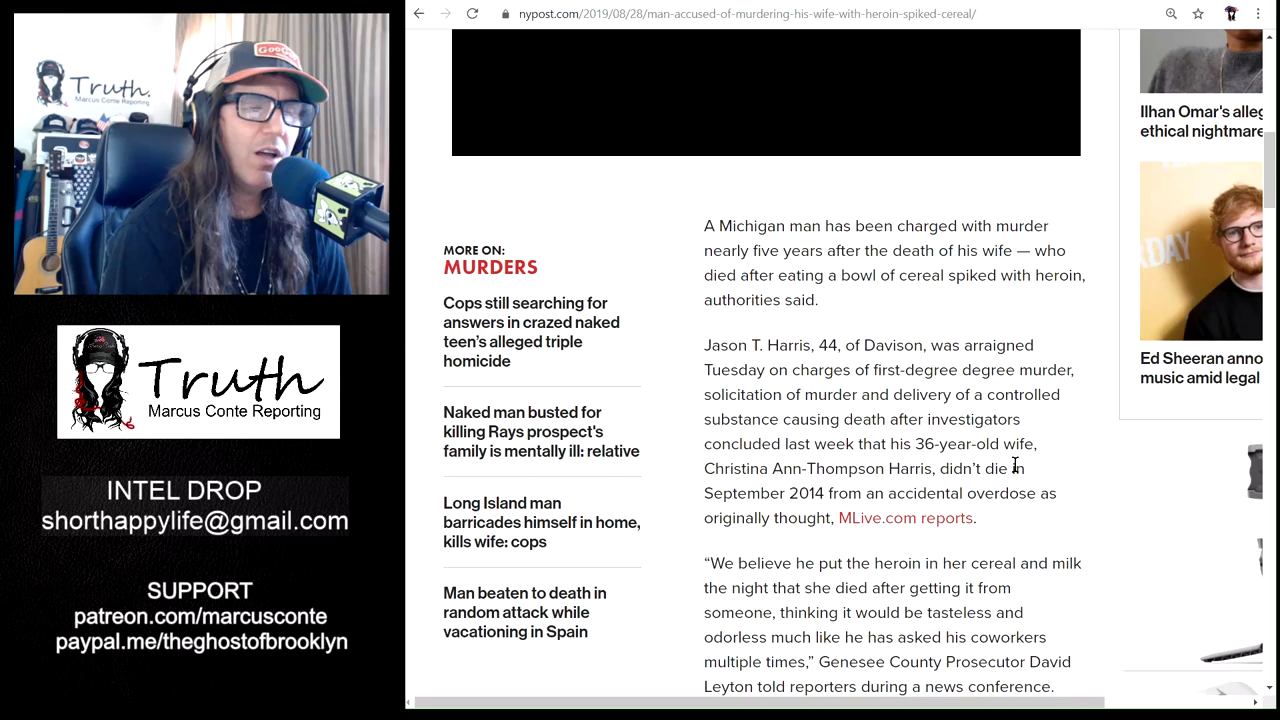 Truth.
Marcus Conte Reporting
Truth
Marcus Conte Reporting
INTEL DROP
shorthappylife@gmail.com
SUPPORT
patreon.com/marcusconte
paypal.me/theghostofbrooklyn
nypost.com/2019/08/28/man-accused-of-murdering-his-wife-with-heroin-spiked-cereal/
MORE ON:
MURDERS
Cops still searching for
answers in crazed naked
teen’s alleged triple
homicide
Naked man busted for
killing Rays prospect's
family is mentally ill: relative
Long Island man
barricades himself in home,
kills wife: cops
Man beaten to death in
random attack while
vacationing in Spain
A Michigan man has been charged with murder
nearly five years after the death of his wife — who
died after eating a bowl of cereal spiked with heroin,
authorities said.
Jason T. Harris, 44, of Davison, was arraigned
Tuesday on charges of first-degree degree murder,
solicitation of murder and delivery of a controlled
substance causing death after investigators
concluded last week that his 36-year-old wife,
Christina Ann-Thompson Harris, didn’t die in
September 2014 from an accidental overdose as
originally thought, MLive.com reports.
“We believe he put the heroin in her cereal and milk
the night that she died after getting it from
someone, thinking it would be tasteless and
odorless much like he has asked his coworkers
multiple times,” Genesee County Prosecutor David
Leyton told reporters during a news conference.
Ilhan Omar's alleg
ethical nightmare
Ed Sheeran anno
music amid legal